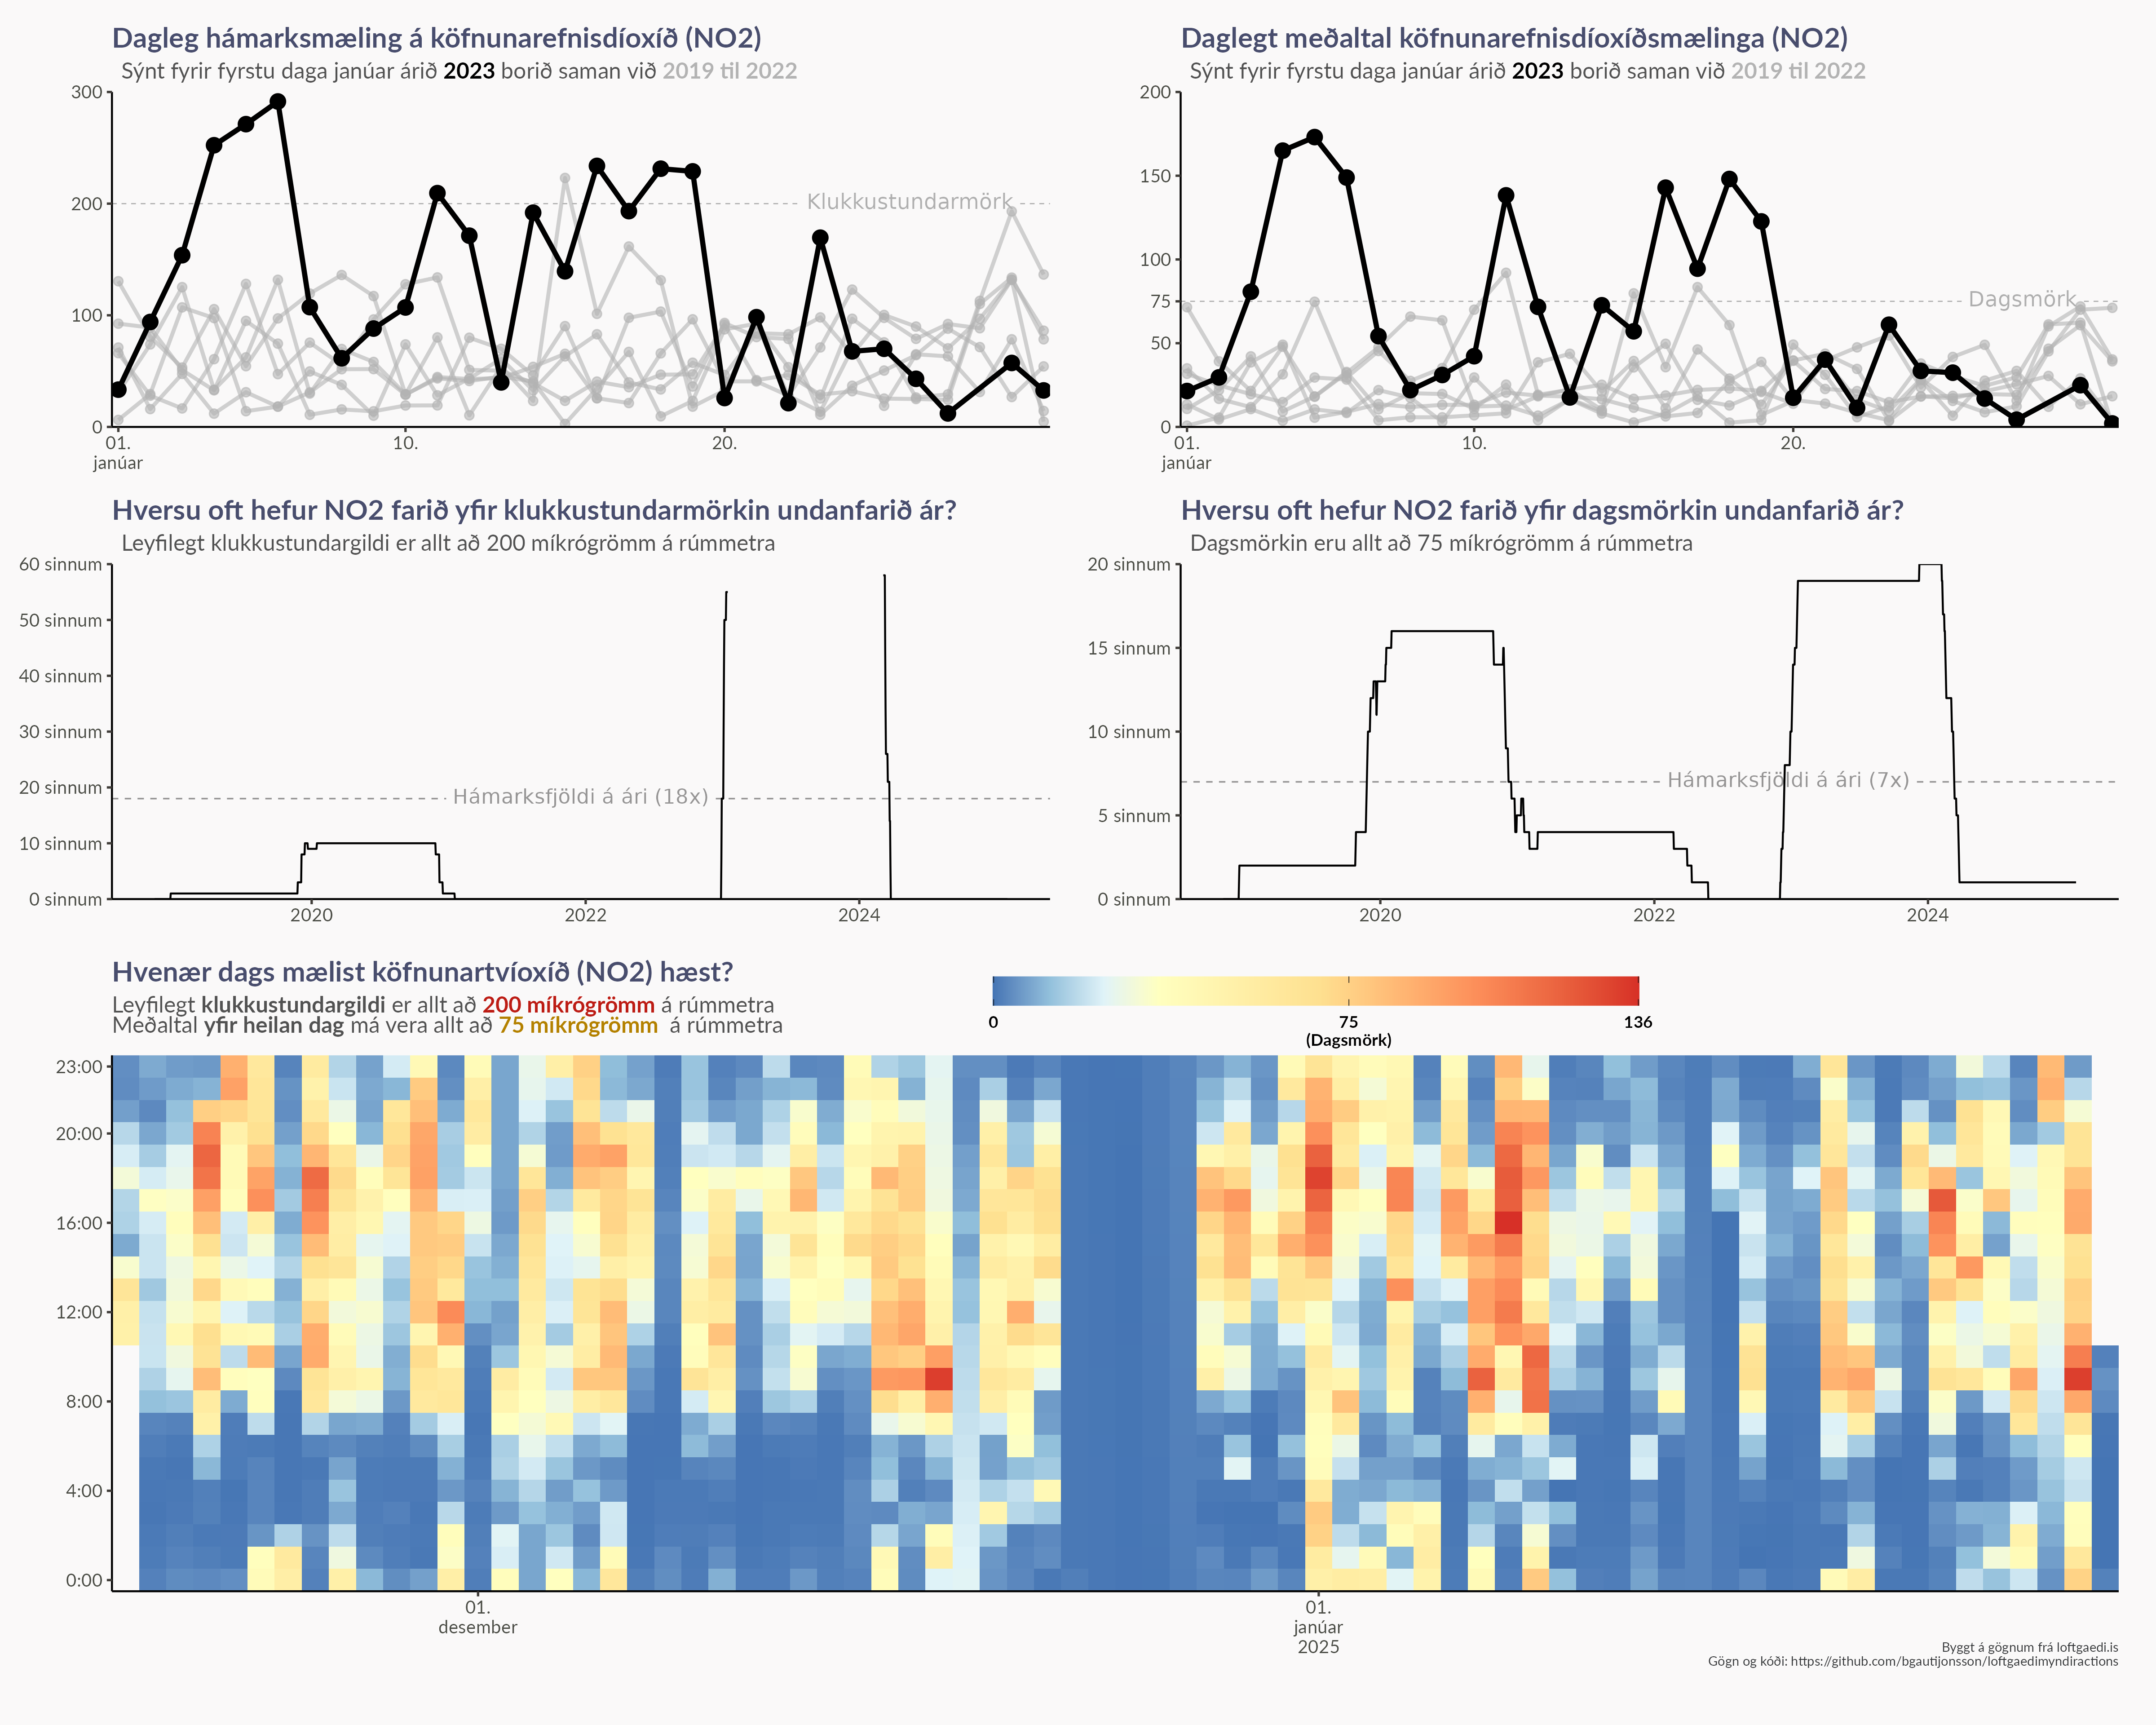 Dagleg hámarksmæling á köfnunarefnisdíoxíð (NO2)
Sýnt fyrir fyrstu daga janúar árið 2023 borið saman við 2019 til 2022
300
200
100
0
Klukkustundarmörk
01.
janúar
10.
20.
Daglegt meðaltal köfnunarefnisdíoxíðsmælinga (NO2)
Sýnt fyrir fyrstu daga janúar árið 2023 borið saman við 2019 til 2022
200
150
100
75
50
0
Dagsmörk
01.
janúar
10.
20.
Hversu oft hefur NO2 farið yfir klukkustundarmörkin undanfarið ár?
Leyfilegt klukkustundargildi er allt að 200 míkrógrömm á rúmmetra
60 sinnum
50 sinnum
40 sinnum
30 sinnum
20 sinnum
10 sinnum
0 sinnum
Hámarksfjöldi á ári (18x)
2020
2022
2024
Hversu oft hefur NO2 farið yfir dagsmörkin undanfarið ár?
Dagsmörkin eru allt að 75 míkrógrömm á rúmmetra
20 sinnum
15 sinnum
10 sinnum
5 sinnum
0 sinnum
Hámarksfjöldi á ári (7x)
2020
2022
2024
Hvenær dags mælist köfnunartvíoxíð (NO2) hæst?
Leyfilegt klukkustundargildi er allt að 200 míkrógrömm á rúmmetra
Meðaltal yfir heilan dag má vera allt að 75 míkrógrömm á rúmmetra
0
75
136
(Dagsmörk)
23:00
20:00
16:00
12:00
8:00
4:00
0:00
01.
desember
01.
janúar
2025
Byggt á gögnum frá loftgaedi.is
Gögn og kóði: https://github.com/bgautijonsson/loftgaedimyndiractions